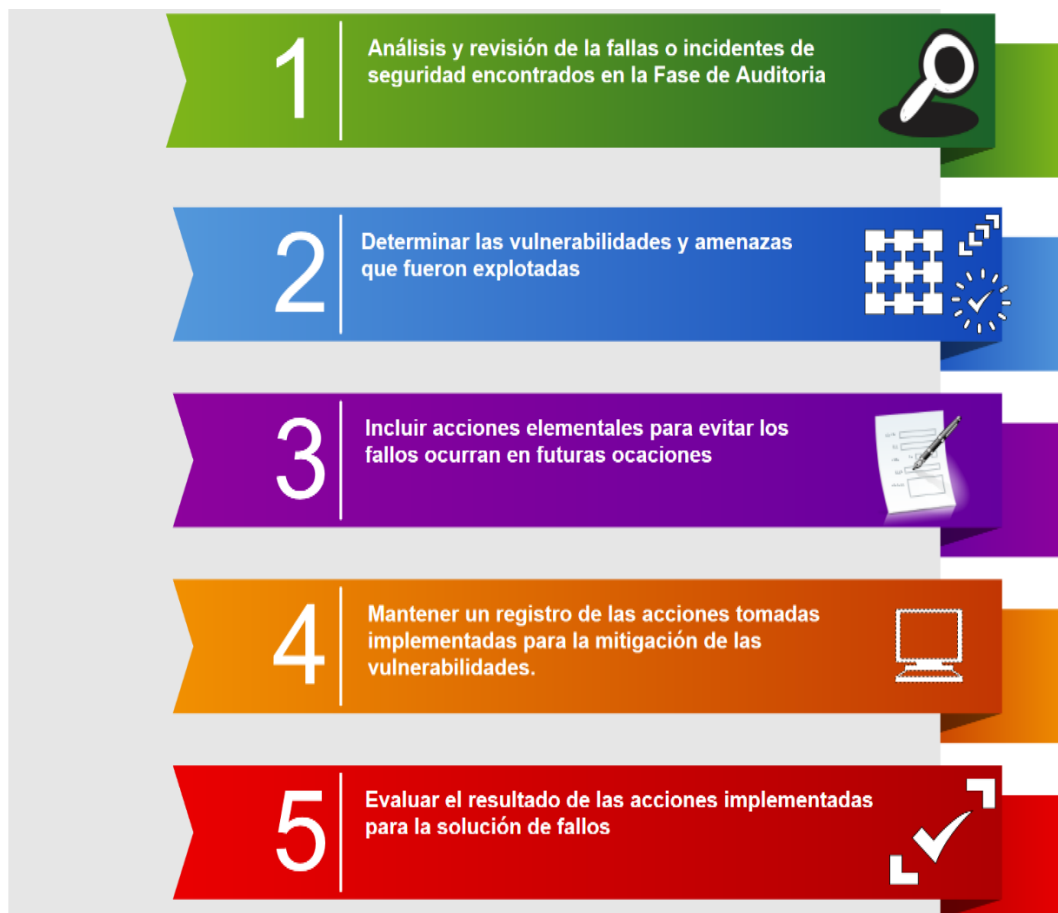 1
Análisis y revisión de la fallas o incidentes de
seguridad encontrados en la Fase de Auditoria
2
Determinar las vulnerabilidades y amenazas
que fueron explotadas
3
Incluir acciones elementales para evitar los
fallos ocurran en futuras ocaciones
4
Mantener un registro de las acciones tomadas
implementadas para la mitigación de las
vulnerabilidades.
5
Evaluar el resultado de las acciones implementadas
para la solución de fallos